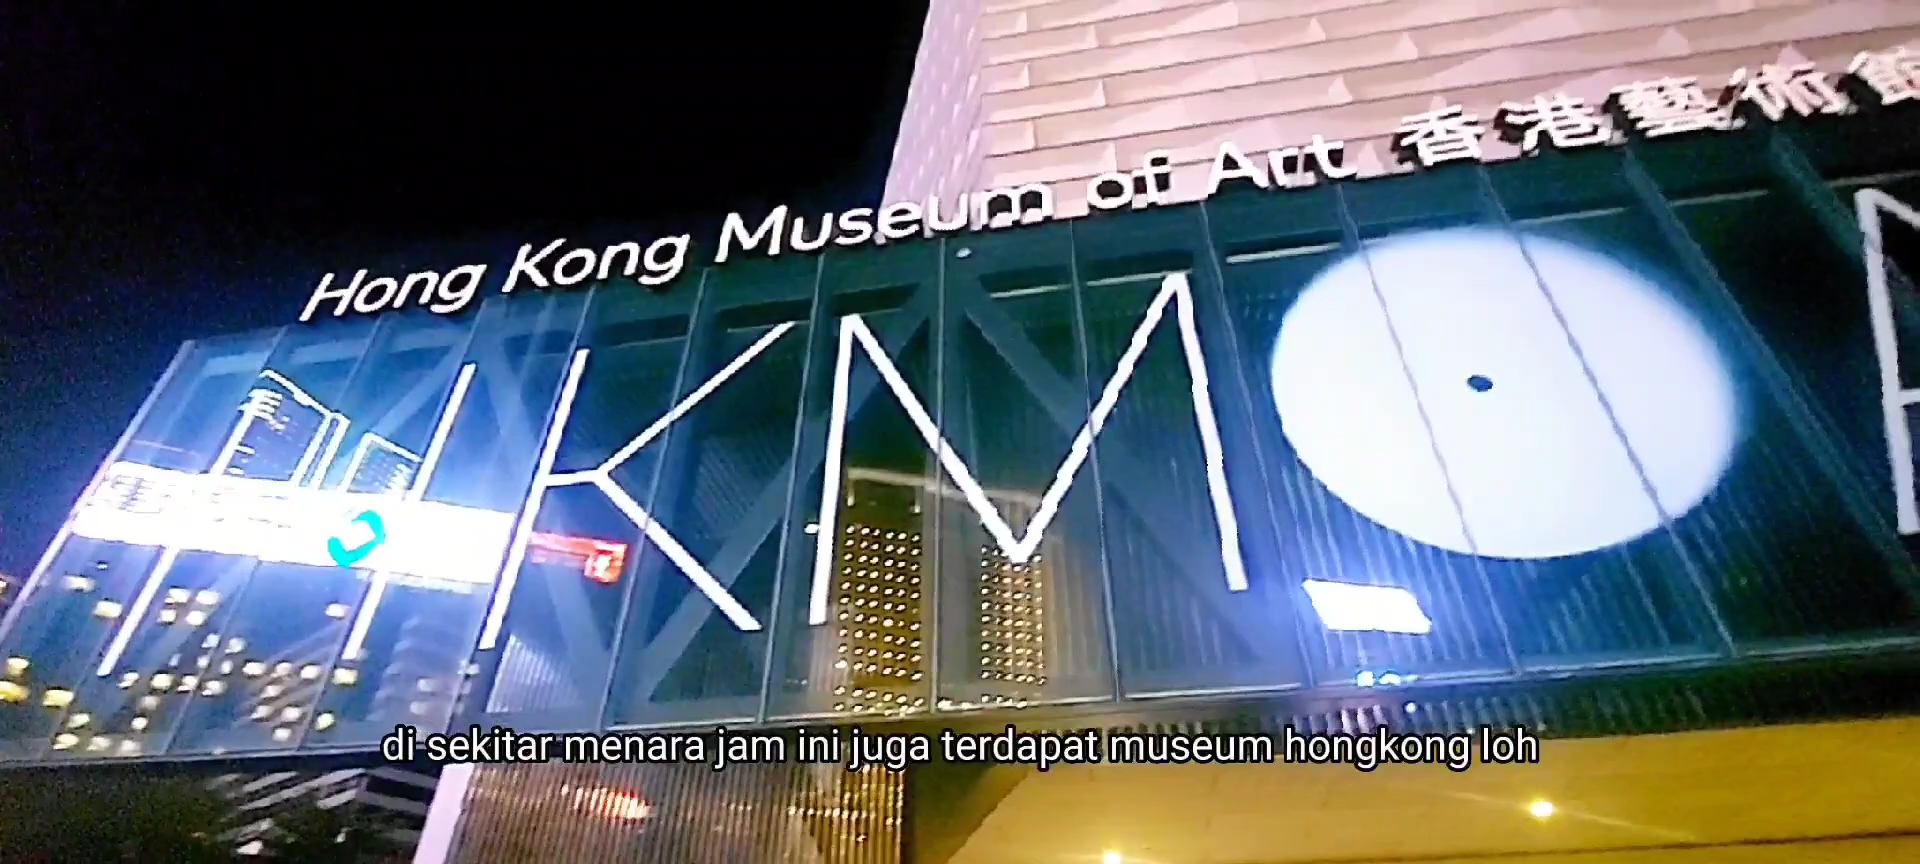 Hong Kong Museum of Art 香港藝術館
HKMOA
di sekitar menara jam ini juga terdapat museum hongkong loh